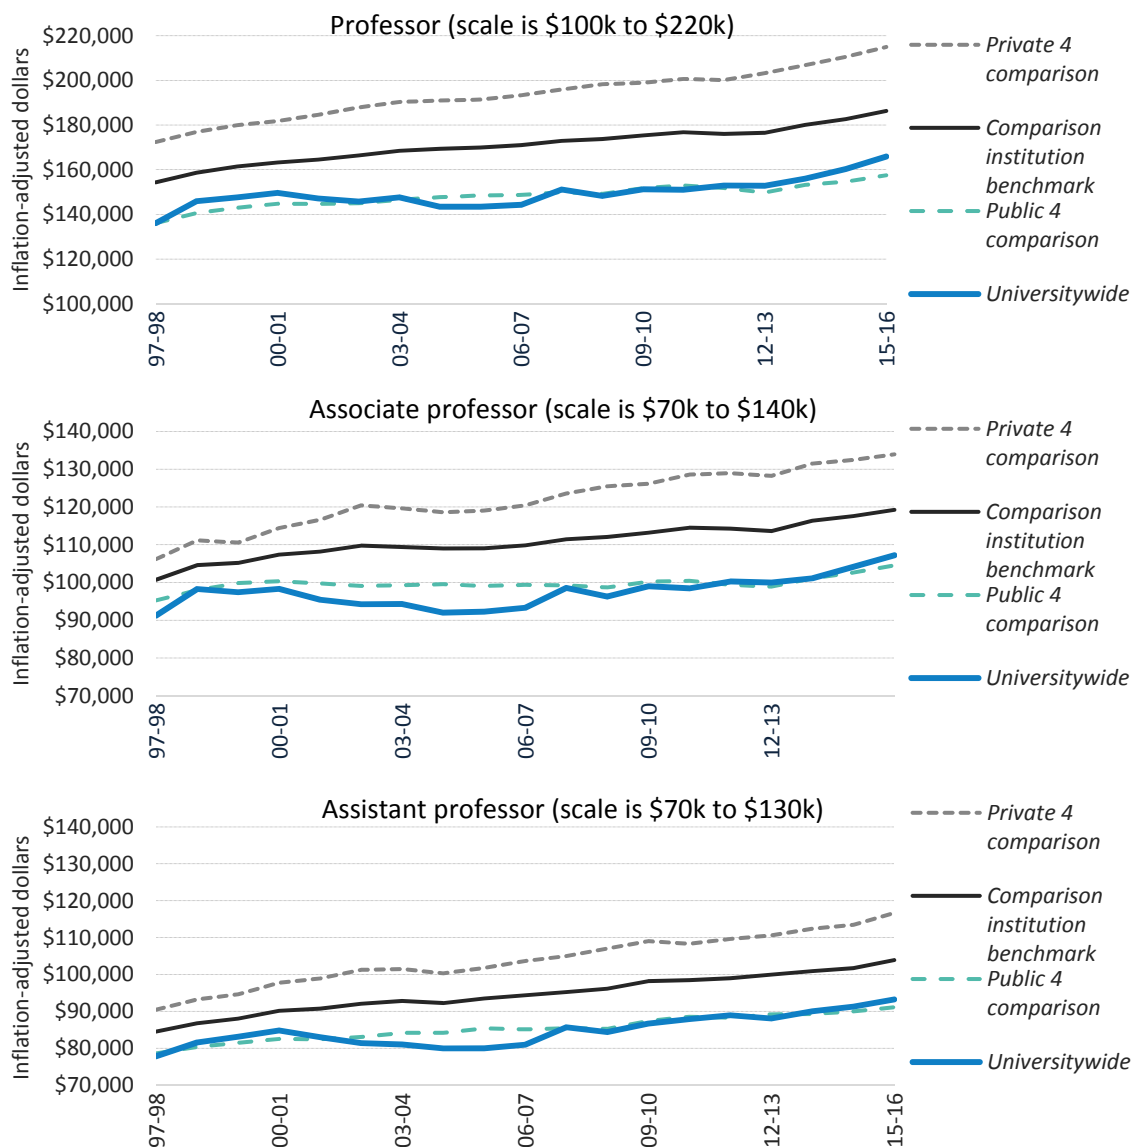 Professor (scale is $100k to $220k)
Inflation-adjusted dollars
$220,000
$200,000
$180,000
$160,000
$140,000
$120,000
$100,000
97-98
00-01
03-04
06-07
09-10
12-13
15-16
Private 4
comparison
Comparison
institution
benchmark
Public 4
comparison
Universitywide
Associate professor (scale is $70k to $140k)
Inflation-adjusted dollars
$140,000
$130,000
$120,000
$110,000
$100,000
$90,000
$80,000
$70,000
97-98
00-01
03-04
06-07
09-10
12-13
Private 4
comparison
Comparison
institution
benchmark
Public 4
comparison
Universitywide
Assistant professor (scale is $70k to $130k)
Inflation-adjusted dollars
$140,000
$130,000
$120,000
$110,000
$100,000
$90,000
$80,000
$70,000
97-98
00-01
03-04
06-07
09-10
12-13
15-16
Private 4
comparison
Comparison
institution
benchmark
Public 4
comparison
Universitywide